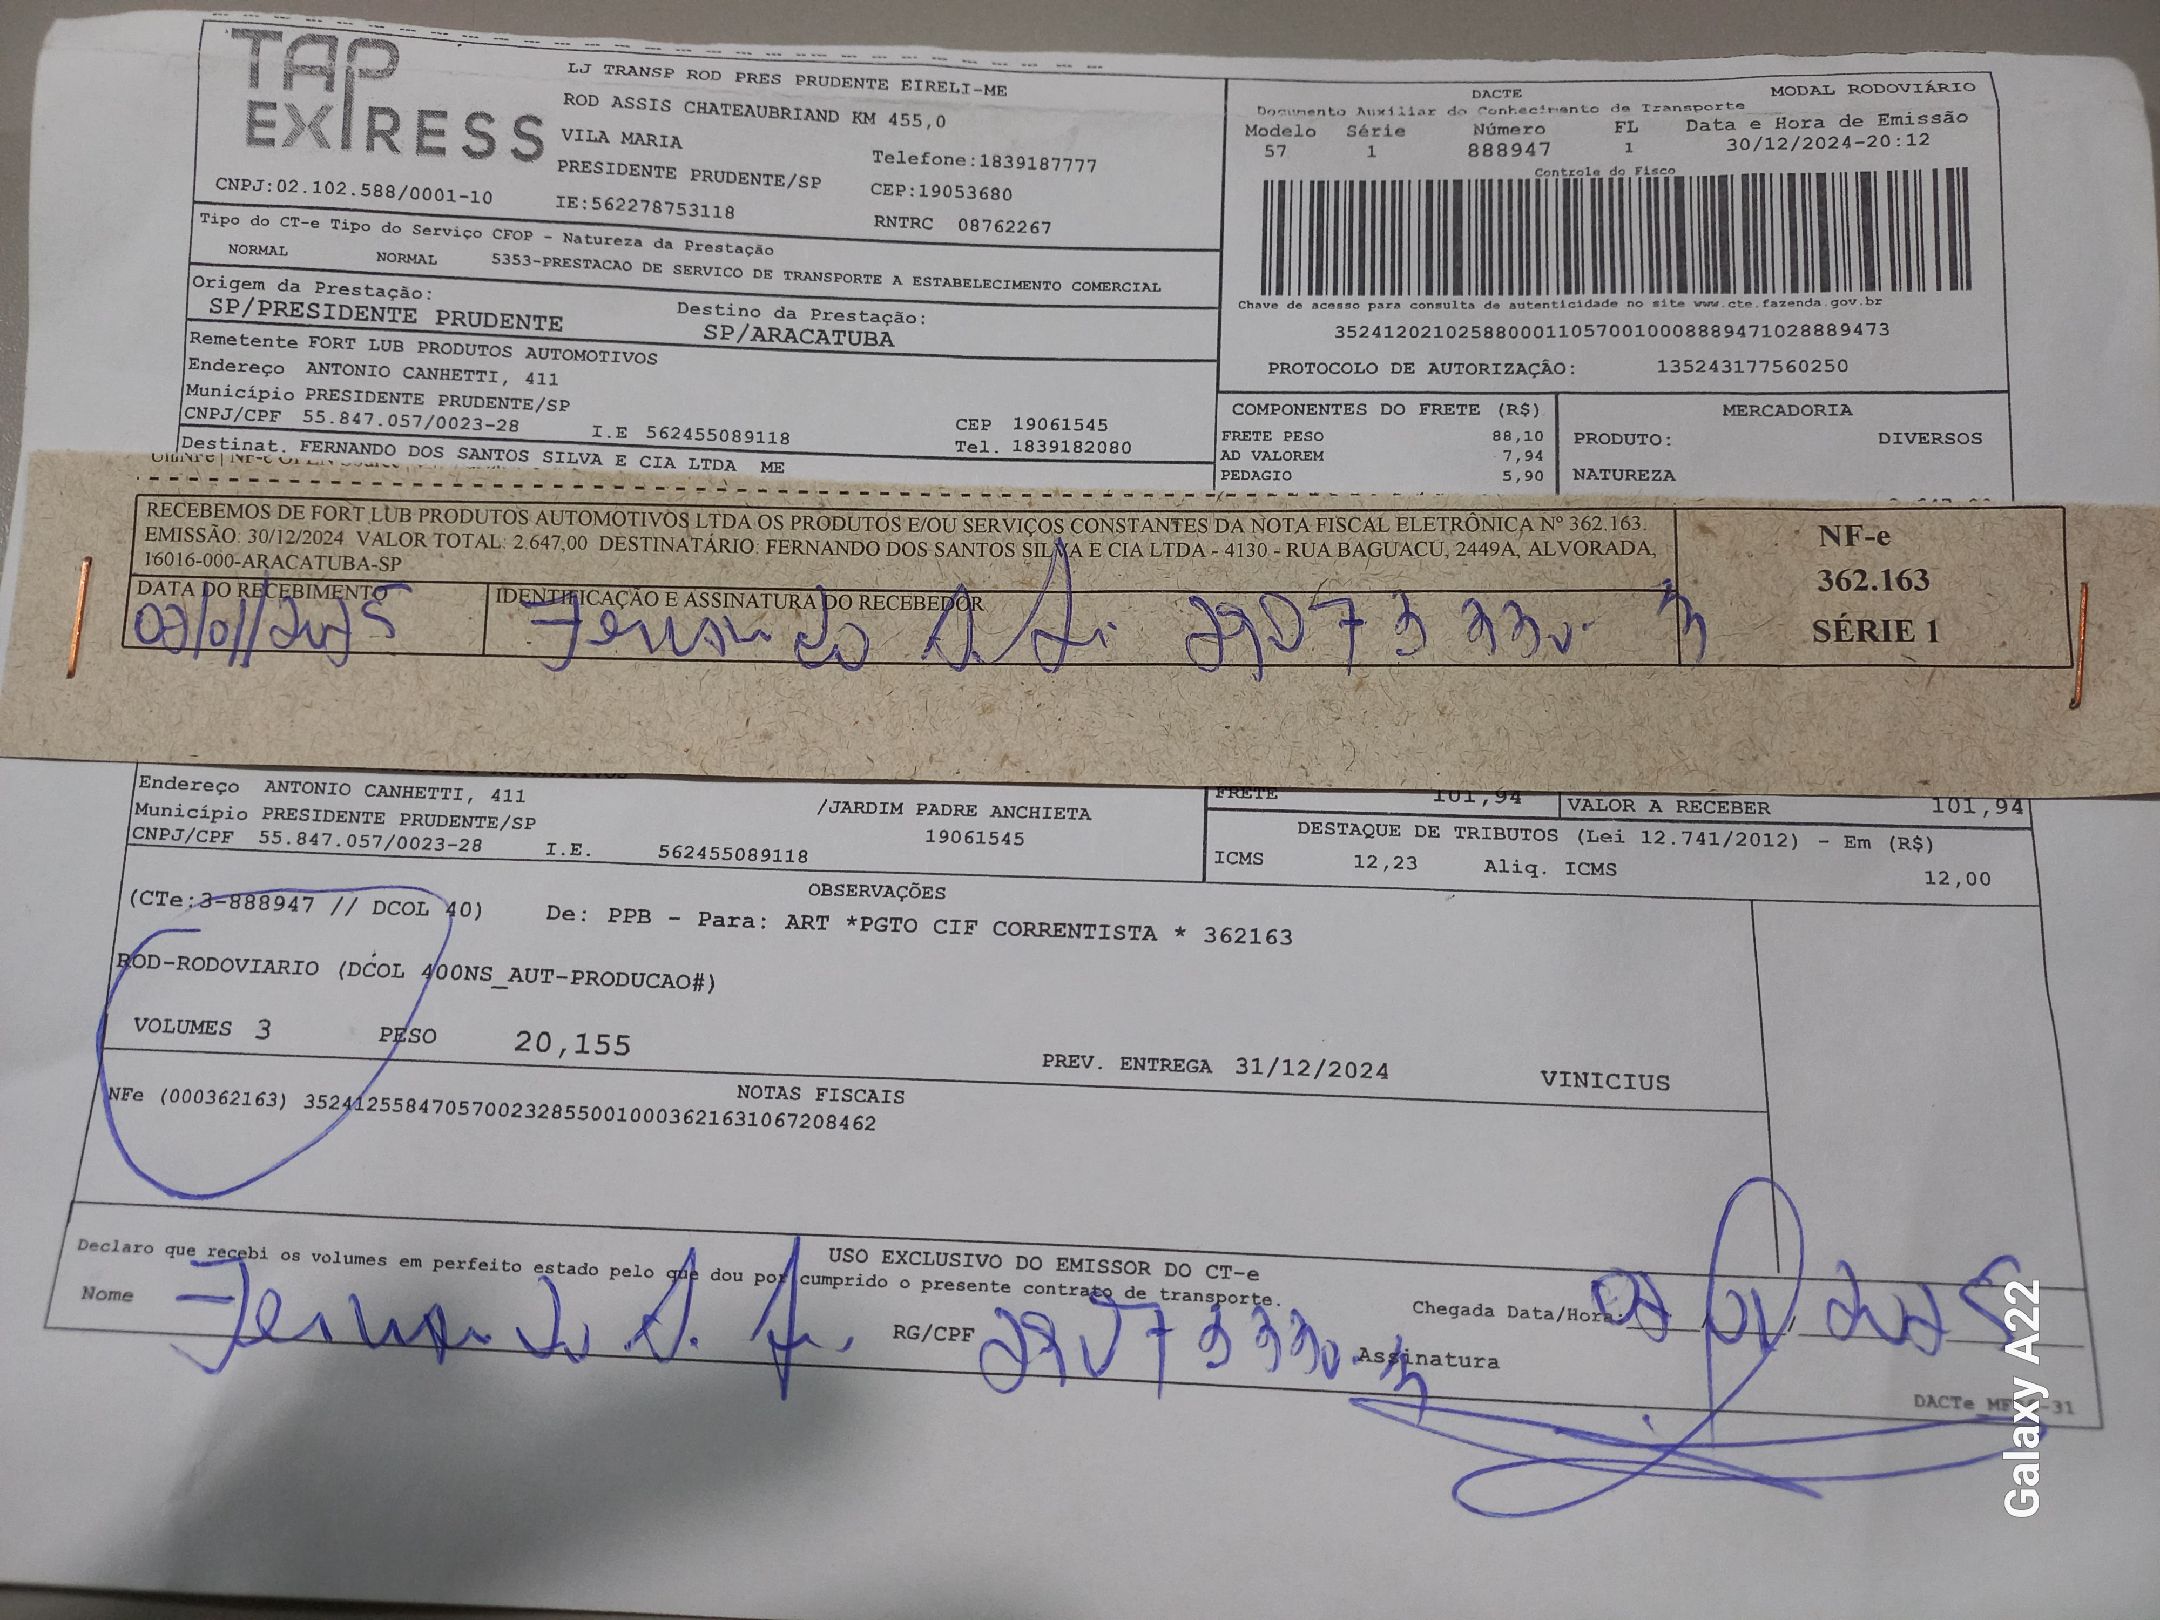 TAP EXPRESS
LJ TRANSP ROD PRES PRUDENTE EIRELI-ME
ROD ASSIS CHATEAUBRIAND KM 455,0
VILA MARIA
Telefone:1839187777
PRESIDENTE PRUDENTE/SP
CEP:19053680
CNPJ:02.102.588/0001-10
IE:562278753118
RNTRC 08762267
DACTE
MODAL RODOVIÁRIO
Documento Auxiliar do Conhecimento de Transporte
Modelo Série Número FL Data e Hora de Emissão
57 1 888947 1 30/12/2024-20:12
Controle do Fisco
Chave de acesso para consulta de autenticidade no site www.cte.fazenda.gov.br
35241202102588000110570010008889471028889473
PROTOCOLO DE AUTORIZAÇÃO: 135243177560250
Tipo do CT-e Tipo do Serviço CFOP - Natureza da Prestação
NORMAL NORMAL 5353-PRESTACAO DE SERVICO DE TRANSPORTE A ESTABELECIMENTO COMERCIAL
Origem da Prestação: Destino da Prestação:
SP/PRESIDENTE PRUDENTE SP/ARACATUBA
Remetente FORT LUB PRODUTOS AUTOMOTIVOS
Endereço ANTONIO CANHETTI, 411
Município PRESIDENTE PRUDENTE/SP
CEP 19061545
CNPJ/CPF 55.847.057/0023-28 I.E 562455089118 Tel. 1839182080
Destinat. FERNANDO DOS SANTOS SILVA E CIA LTDA ME
COMPONENTES DO FRETE (R$)
FRETE PESO 88,10
AD VALOREM 7,94
PEDAGIO 5,90
MERCADORIA
PRODUTO: DIVERSOS
NATUREZA
RECEBEMOS DE FORT LUB PRODUTOS AUTOMOTIVOS LTDA OS PRODUTOS E/OU SERVIÇOS CONSTANTES DA NOTA FISCAL ELETRÔNICA Nº 362.163.
EMISSÃO: 30/12/2024 VALOR TOTAL: 2.647,00 DESTINATÁRIO: FERNANDO DOS SANTOS SILVA E CIA LTDA - 4130 - RUA BAGUACU, 2449A, ALVORADA,
16016-000-ARACATUBA-SP
DATA DO RECEBIMENTO
IDENTIFICAÇÃO E ASSINATURA DO RECEBEDOR
Fernando
NF-e
362.163
SÉRIE 1
Endereço ANTONIO CANHETTI, 411 /JARDIM PADRE ANCHIETA
Município PRESIDENTE PRUDENTE/SP 19061545
CNPJ/CPF 55.847.057/0023-28 I.E. 562455089118
FRETE 101,94 VALOR A RECEBER 101,94
DESTAQUE DE TRIBUTOS (Lei 12.741/2012) - Em (R$)
ICMS 12,23 Aliq. ICMS 12,00
OBSERVAÇÕES
(CTe:3-888947 // DCOL 40) De: PPB - Para: ART *PGTO CIF CORRENTISTA * 362163
ROD-RODOVIARIO (DCOL 400NS_AUT-PRODUCAO#)
VOLUMES 3 PESO 20,155
PREV. ENTREGA 31/12/2024 VINICIUS
NOTAS FISCAIS
NFe (000362163) 35241255847057002328550010003621631067208462
USO EXCLUSIVO DO EMISSOR DO CT-e
Declaro que recebi os volumes em perfeito estado pelo que dou por cumprido o presente contrato de transporte.
Chegada Data/Hora:
Nome Fernando
RG/CPF
Assinatura
Galaxy A22